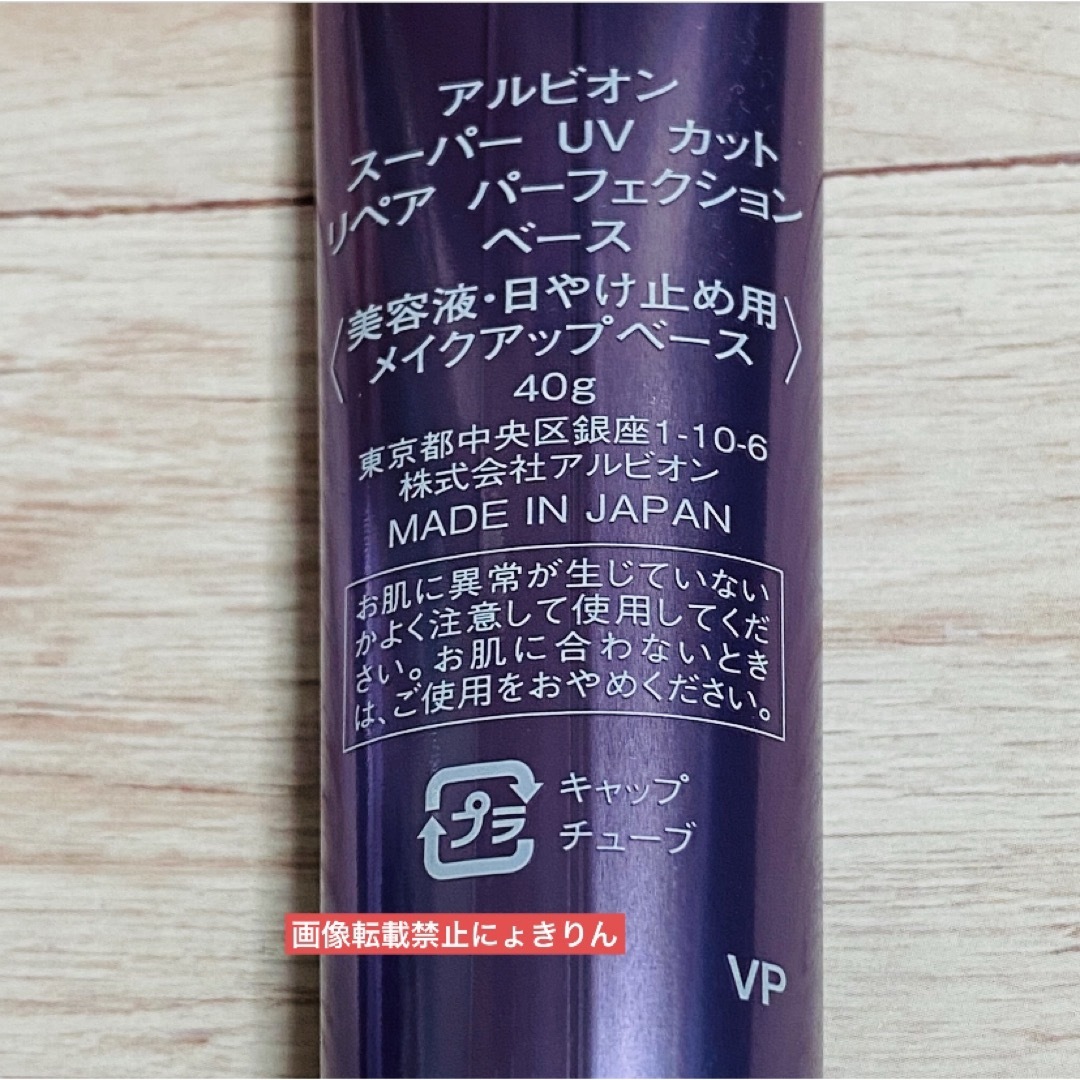 アルビオン
スーパー UV カット
リペア パーフェクション
ベース
〈美容液・日やけ止め用
メイクアップベース〉
40g
東京都中央区銀座1-10-6
株式会社アルビオン
MADE IN JAPAN
お肌に異常が生じていない
かよく注意して使用してくだ
さい。お肌に合わないとき
は、ご使用をおやめください。
プラ
キャップ
チューブ
画像転載禁止にょきりん
VP